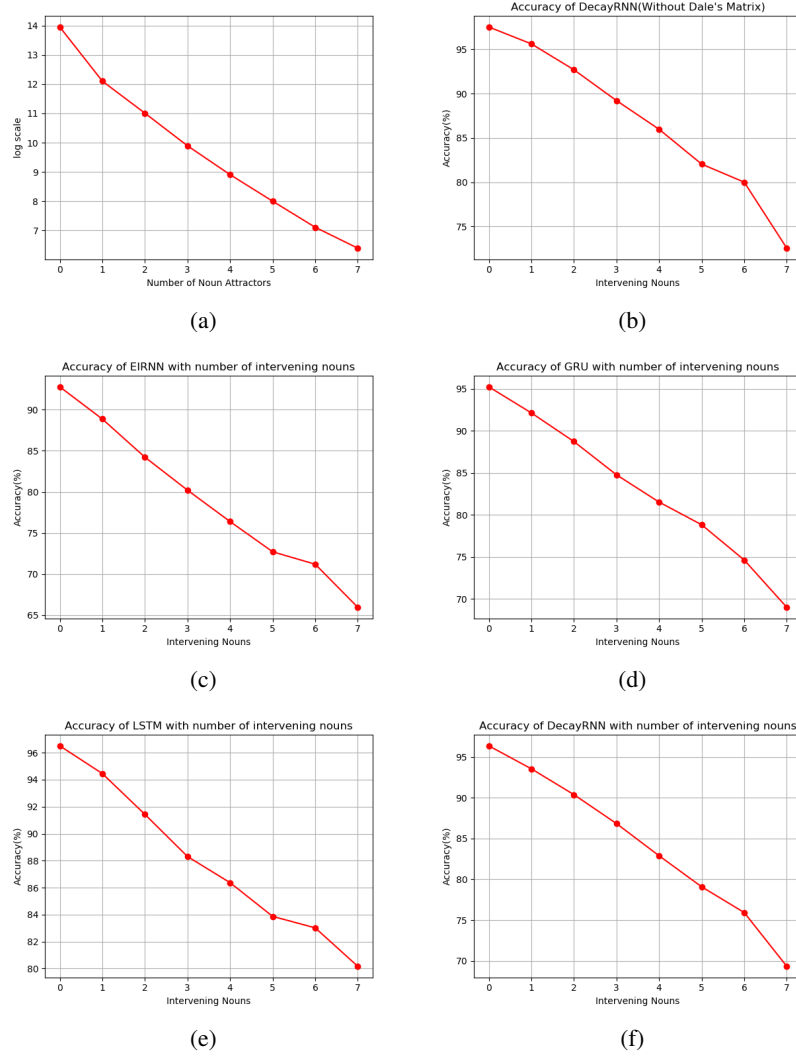 14
13
12
11
10
9
8
7
log scale
0 1 2 3 4 5 6 7
Number of Noun Attractors
(a)
Accuracy of DecayRNN(Without Dale's Matrix)
95
90
85
80
75
Accuracy(%)
0 1 2 3 4 5 6 7
Intervening Nouns
(b)
Accuracy of EIRNN with number of intervening nouns
90
85
80
75
70
65
Accuracy(%)
0 1 2 3 4 5 6 7
Intervening Nouns
(c)
Accuracy of GRU with number of intervening nouns
95
90
85
80
75
70
Accuracy(%)
0 1 2 3 4 5 6 7
Intervening Nouns
(d)
Accuracy of LSTM with number of intervening nouns
96
94
92
90
88
86
84
82
80
Accuracy(%)
0 1 2 3 4 5 6 7
Intervening Nouns
(e)
Accuracy of DecayRNN with number of intervening nouns
95
90
85
80
75
70
Accuracy(%)
0 1 2 3 4 5 6 7
Intervening Nouns
(f)